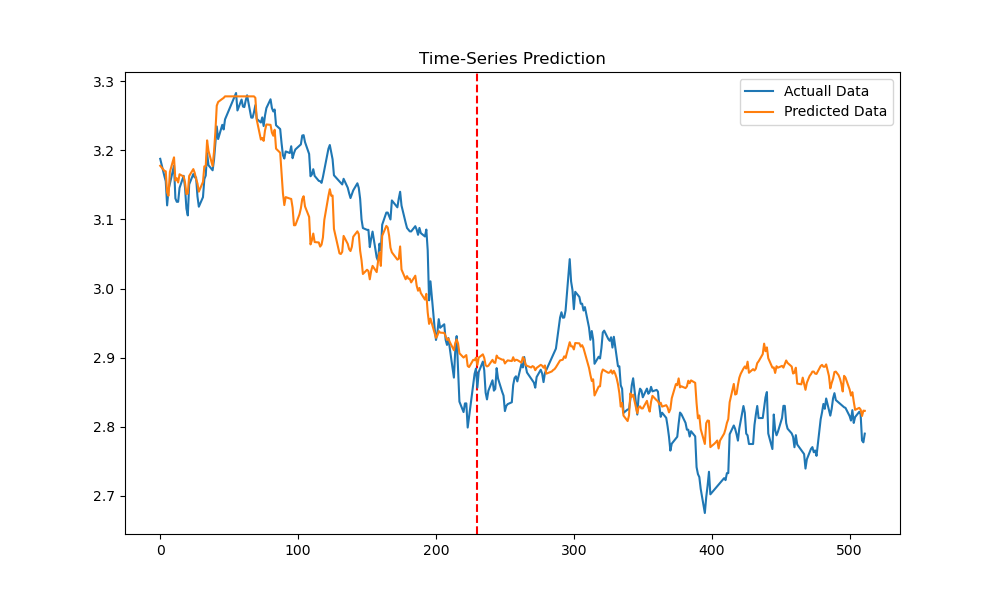 Time-Series Prediction
Actuall Data
Predicted Data
3.3
3.2
3.1
3.0
2.9
2.8
2.7
0 100 200 300 400 500